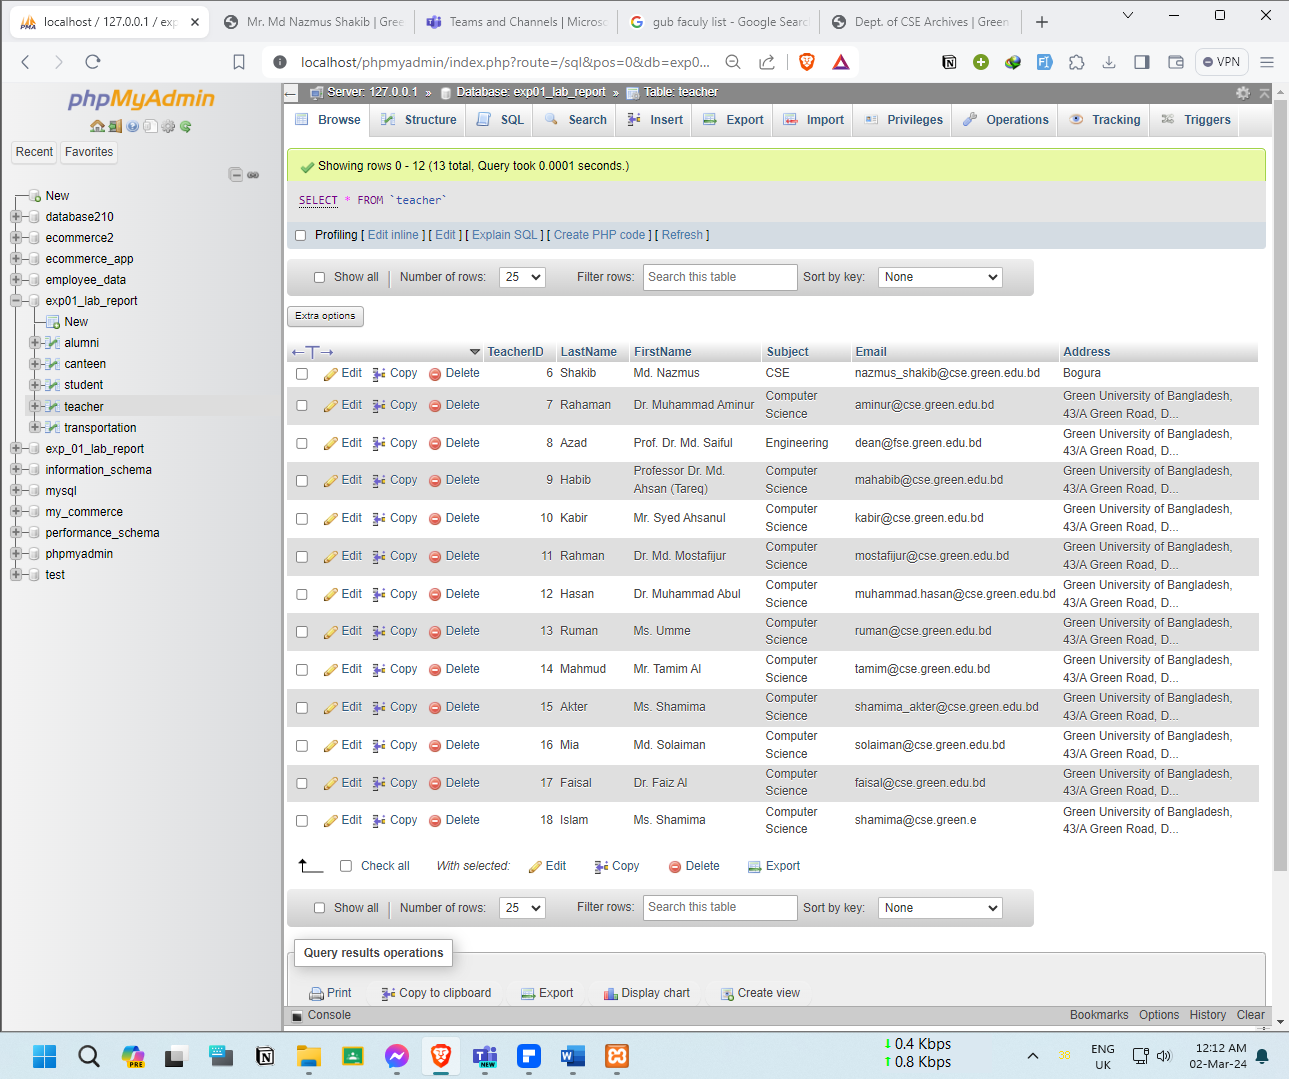 localhost / 127.0.0.1 / exp
Mr. Md Nazmus Shakib | Gree
Teams and Channels | Microsc
gub faculy list - Google Searc
Dept. of CSE Archives | Green
localhost/phpmyadmin/index.php?route=/sql&pos=0&db=exp0...
VPN
phpMyAdmin
Recent
Favorites
New
database210
ecommerce2
ecommerce_app
employee_data
exp01_lab_report
New
alumni
canteen
student
teacher
transportation
exp_01_lab_report
information_schema
mysql
my_commerce
performance_schema
phpmyadmin
test
Server: 127.0.0.1 » Database: exp01_lab_report » Table: teacher
Browse Structure SQL Search Insert Export Import Privileges Operations Tracking Triggers
Showing rows 0 - 12 (13 total, Query took 0.0001 seconds.)
SELECT * FROM `teacher`
Profiling [ Edit inline ] [ Edit ] [ Explain SQL ] [ Create PHP code ] [ Refresh ]
Show all Number of rows: 25 Filter rows: Search this table Sort by key: None
Extra options
TeacherID LastName FirstName Subject Email Address
Edit Copy Delete 6 Shakib Md. Nazmus CSE nazmus_shakib@cse.green.edu.bd Bogura
Edit Copy Delete 7 Rahaman Dr. Muhammad Aminur Computer Science aminur@cse.green.edu.bd Green University of Bangladesh, 43/A Green Road, D...
Edit Copy Delete 8 Azad Prof. Dr. Md. Saiful Engineering dean@fse.green.edu.bd Green University of Bangladesh, 43/A Green Road, D...
Edit Copy Delete 9 Habib Professor Dr. Md. Ahsan (Tareq) Computer Science mahabib@cse.green.edu.bd Green University of Bangladesh, 43/A Green Road, D...
Edit Copy Delete 10 Kabir Mr. Syed Ahsanul Computer Science kabir@cse.green.edu.bd Green University of Bangladesh, 43/A Green Road, D...
Edit Copy Delete 11 Rahman Dr. Md. Mostafijur Computer Science mostafijur@cse.green.edu.bd Green University of Bangladesh, 43/A Green Road, D...
Edit Copy Delete 12 Hasan Dr. Muhammad Abul Computer Science muhammad.hasan@cse.green.edu.bd Green University of Bangladesh, 43/A Green Road, D...
Edit Copy Delete 13 Ruman Ms. Umme Computer Science ruman@cse.green.edu.bd Green University of Bangladesh, 43/A Green Road, D...
Edit Copy Delete 14 Mahmud Mr. Tamim Al Computer Science tamim@cse.green.edu.bd Green University of Bangladesh, 43/A Green Road, D...
Edit Copy Delete 15 Akter Ms. Shamima Computer Science shamima_akter@cse.green.edu.bd Green University of Bangladesh, 43/A Green Road, D...
Edit Copy Delete 16 Mia Md. Solaiman Computer Science solaiman@cse.green.edu.bd Green University of Bangladesh, 43/A Green Road, D...
Edit Copy Delete 17 Faisal Dr. Faiz Al Computer Science faisal@cse.green.edu.bd Green University of Bangladesh, 43/A Green Road, D...
Edit Copy Delete 18 Islam Ms. Shamima Computer Science shamima@cse.green.e Green University of Bangladesh, 43/A Green Road, D...
Check all With selected: Edit Copy Delete Export
Show all Number of rows: 25 Filter rows: Search this table Sort by key: None
Query results operations
Print Copy to clipboard Export Display chart Create view
Console Bookmarks Options History Clear
PRE
NEW
0.4 Kbps
0.8 Kbps
38
ENG
UK
12:12 AM
02-Mar-24